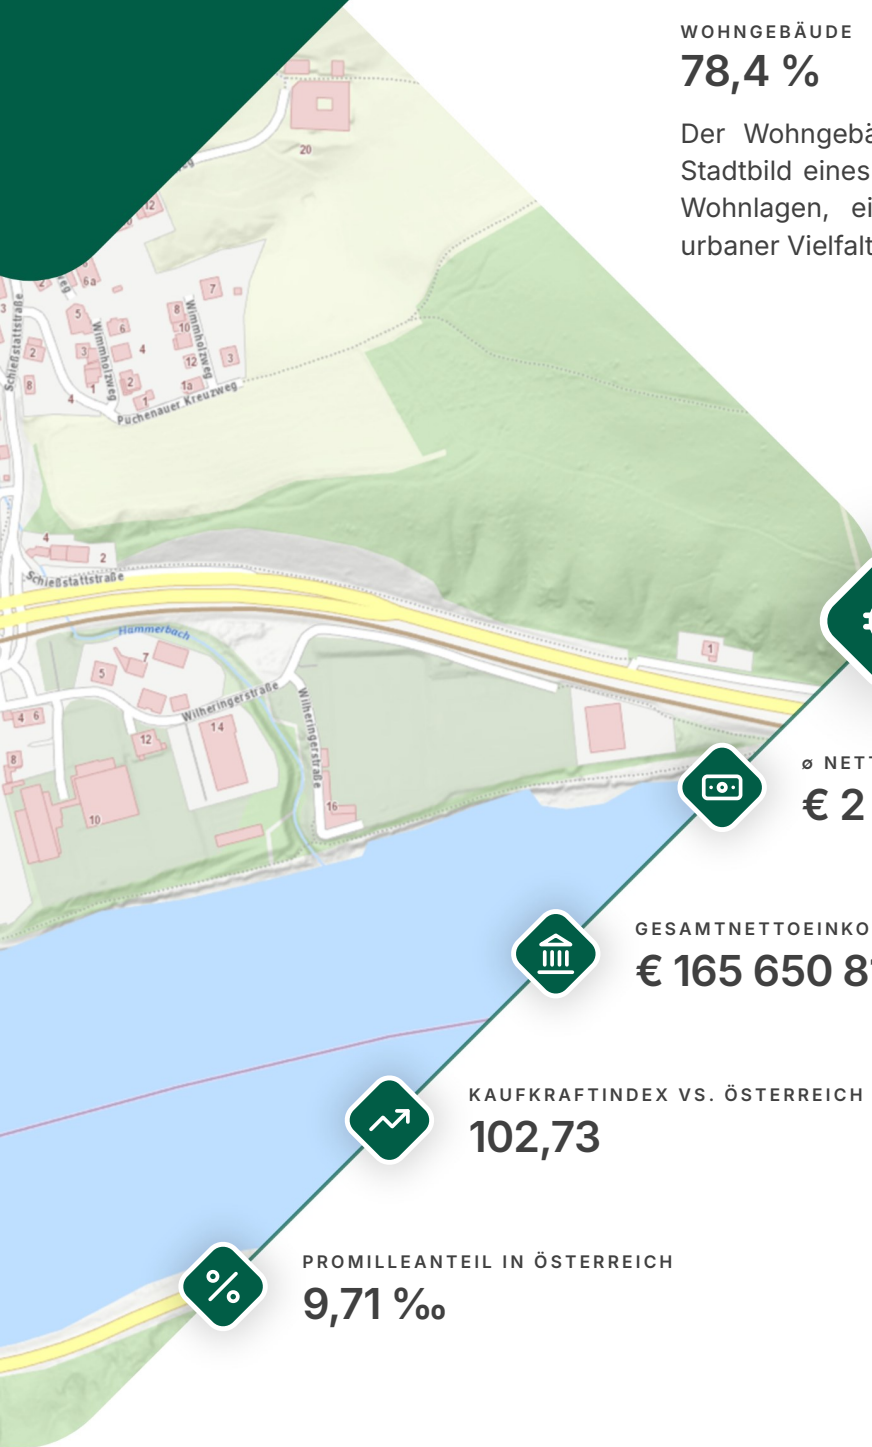 WOHNGEBÄUDE
78,4 %
Der Wohngebä
Stadtbild eines
Wohnlagen, ei
urbaner Vielfalt
20
12
6a
2
3
5
7
8
6
10
Schießstattstraße
Wimmholzweg
Wimmholzweg
4
3
2
12
3
8
1
2
1a
4
1
Puchenauer Kreuzweg
4
2
Schießstattstraße
Hammerbach
1
7
5
Wilheringerstraße
Wilheringerstraße
4 6
14
12
8
16
10
ø NETT
€ 2
GESAMTNETTOEINKO
€ 165 650 8
KAUFKRAFTINDEX VS. ÖSTERREICH
102,73
PROMILLEANTEIL IN ÖSTERREICH
9,71 ‰